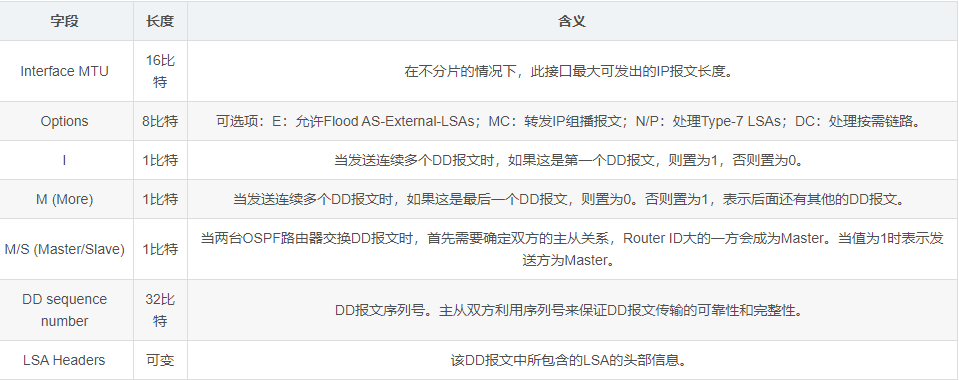 字段 长度 含义
Interface MTU 16比
特 在不分片的情况下，此接口最大可发出的IP报文长度。
Options 8比特 可选项：E：允许Flood AS-External-LSAs；MC：转发IP组播报文；N/P：处理Type-7 LSAs；DC：处理按需链路。
I 1比特 当发送连续多个DD报文时，如果这是第一个DD报文，则置为1，否则置为0。
M (More) 1比特 当发送连续多个DD报文时，如果这是最后一个DD报文，则置为0。否则置为1，表示后面还有其他的DD报文。
M/S (Master/Slave) 1比特 当两台OSPF路由器交换DD报文时，首先需要确定双方的主从关系，Router ID大的一方会成为Master。当值为1时表示发
送方为Master。
DD sequence
number 32比
特 DD报文序列号。主从双方利用序列号来保证DD报文传输的可靠性和完整性。
LSA Headers 可变 该DD报文中所包含的LSA的头部信息。